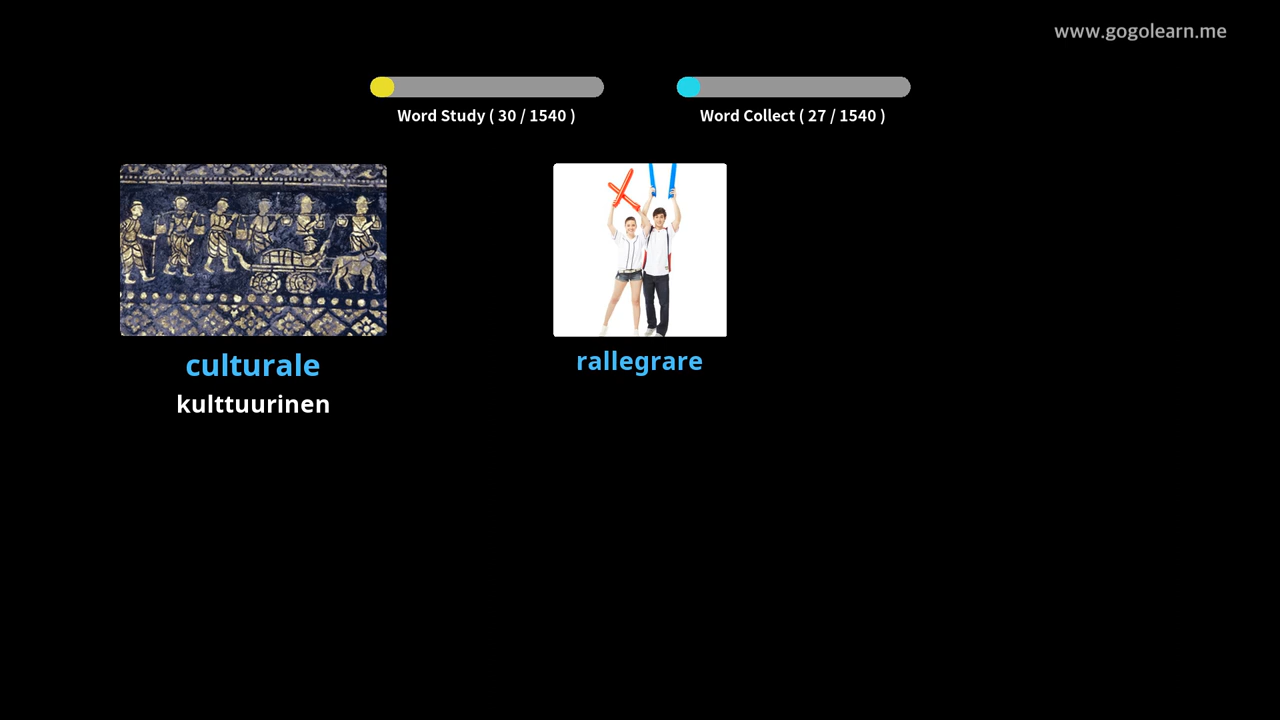 www.gogolearn.me
Word Study ( 30 / 1540 )
Word Collect ( 27 / 1540 )
culturale
kulttuurinen
rallegrare